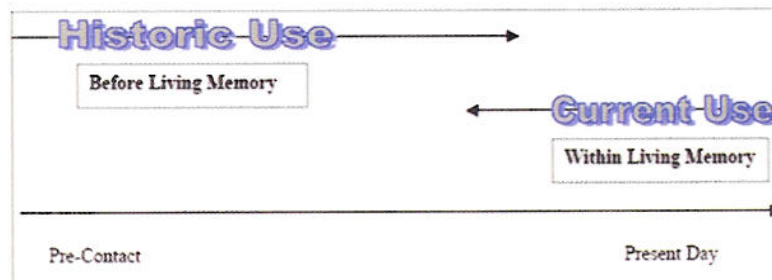 Historic Use
Before Living Memory
Current Use
Within Living Memory
Pre-Contact
Present Day